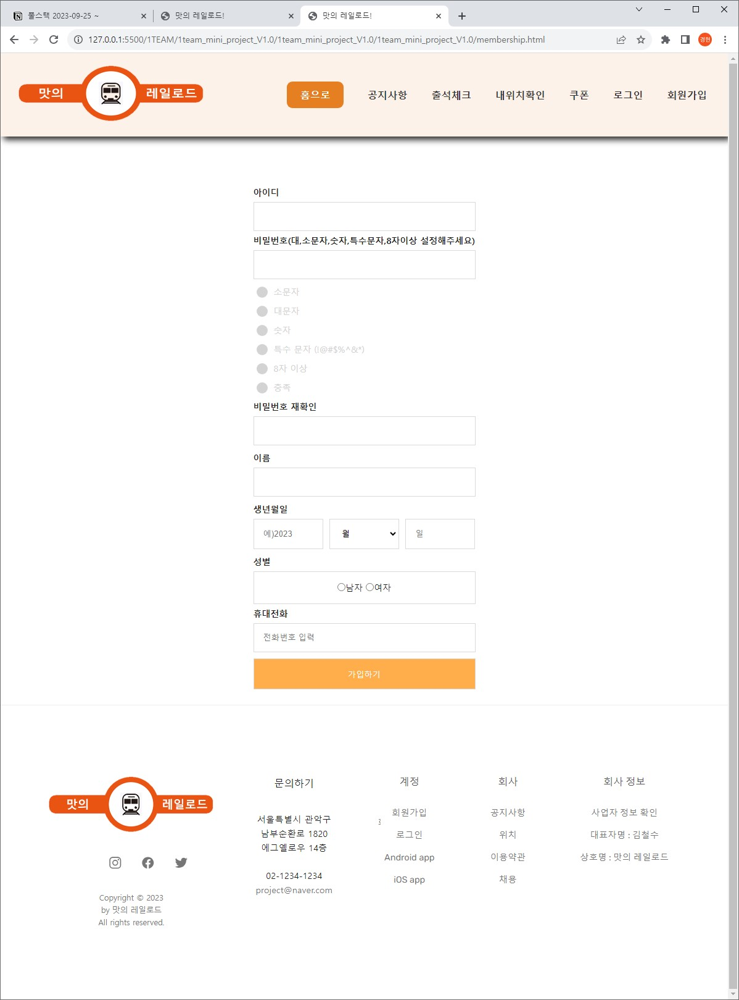 풀스택 2023-09-25 ~
맛의 레일로드!
맛의 레일로드!
127.0.0.1:5500/1TEAM/1team_mini_project_V1.0/1team_mini_project_V1.0/1team_mini_project_V1.0/membership.html
경현
맛의 레일로드
홈으로
공지사항
출석체크
내위치확인
쿠폰
로그인
회원가입
아이디
비밀번호(대,소문자,숫자,특수문자,8자이상 설정해주세요)
소문자
대문자
숫자
특수 문자 (!@#$%^&*)
8자 이상
충족
비밀번호 재확인
이름
생년월일
예)2023
월
일
성별
남자 여자
휴대전화
전화번호 입력
가입하기
맛의 레일로드
Copyright © 2023
by 맛의 레일로드
All rights reserved.
문의하기
서울특별시 관악구
남부순환로 1820
에그옐로우 14층
02-1234-1234
project@naver.com
계정
회원가입
로그인
Android app
iOS app
회사
공지사항
위치
이용약관
채용
회사 정보
사업자 정보 확인
대표자명 : 김철수
상호명 : 맛의 레일로드